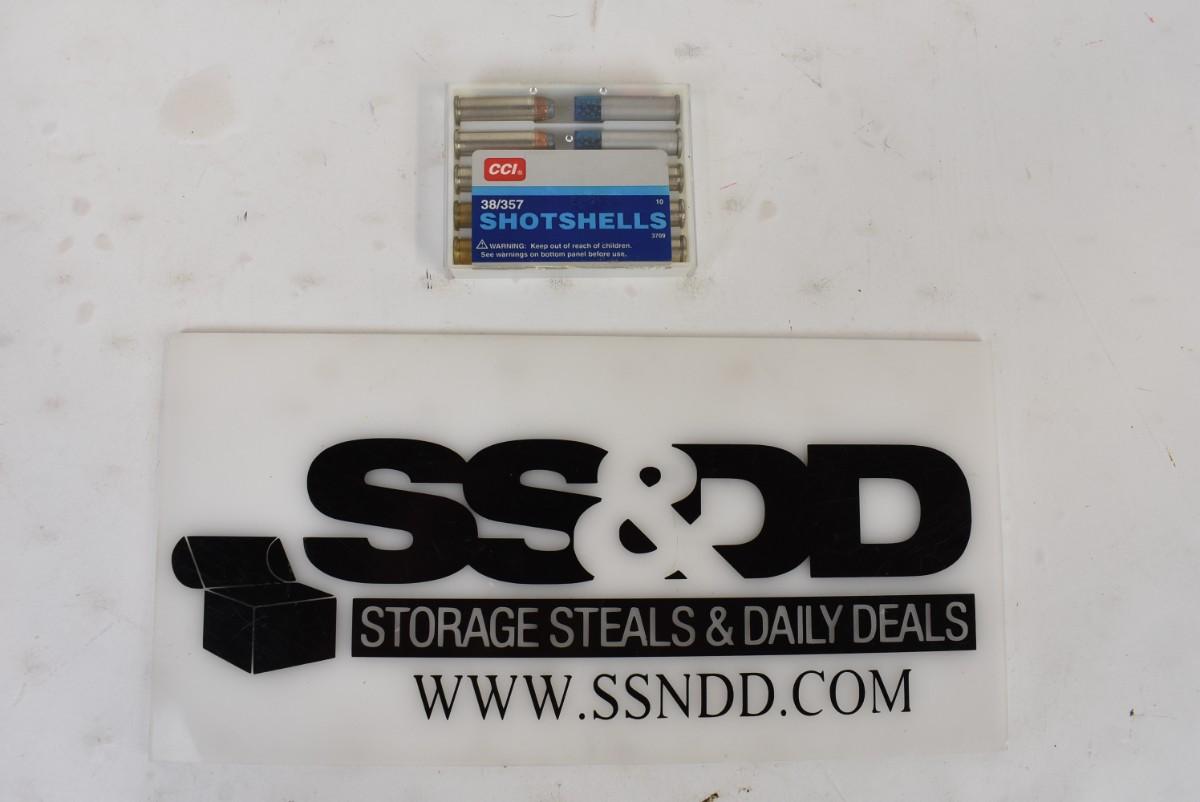 CCI®
38/357
10
SHOTSHELLS
3709
⚠ WARNING: Keep out of reach of children.
See warnings on bottom panel before use.
SS&DD
STORAGE STEALS & DAILY DEALS
WWW.SSNDD.COM